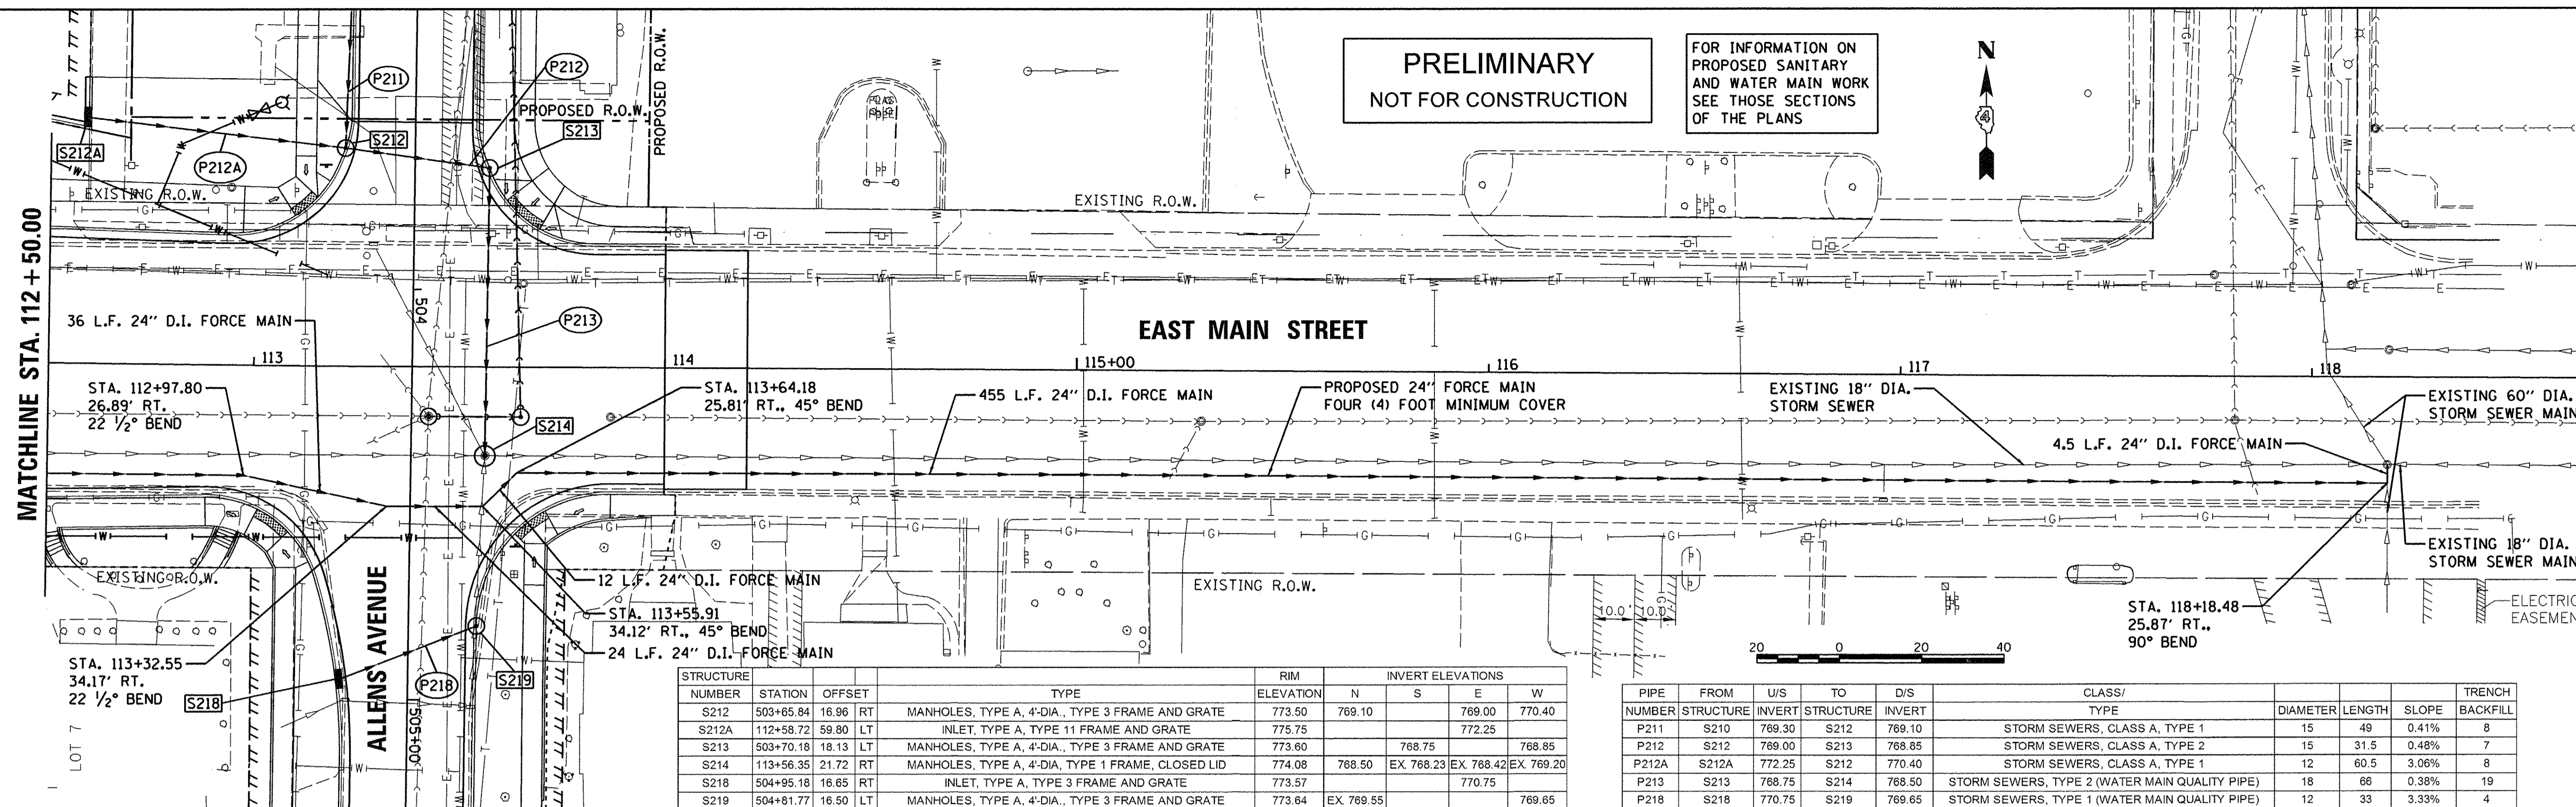 PRELIMINARY
NOT FOR CONSTRUCTION
FOR INFORMATION ON
PROPOSED SANITARY
AND WATER MAIN WORK
SEE THOSE SECTIONS
OF THE PLANS
N
P211
P212
PROPOSED R.O.W.
PROPOSED R.O.W.
S213
S212
S212A
P212A
EXISTING R.O.W.
EXISTING R.O.W.
MATCHLINE STA. 112+50.00
504
P213
36 L.F. 24" D.I. FORCE MAIN
EAST MAIN STREET
113
114
115+00
116
117
118
STA. 112+97.80
26.89' RT.
22 1/2° BEND
STA. 113+64.18
25.81' RT., 45° BEND
S214
455 L.F. 24" D.I. FORCE MAIN
PROPOSED 24" FORCE MAIN
FOUR (4) FOOT MINIMUM COVER
EXISTING 18" DIA.
STORM SEWER
EXISTING 60" DIA.
STORM SEWER MAIN
4.5 L.F. 24" D.I. FORCE MAIN
EXISTING 18" DIA.
STORM SEWER MAIN
EXISTING R.O.W.
12 L.F. 24" D.I. FORCE MAIN
EXISTING R.O.W.
STA. 113+55.91
34.12' RT., 45° BEND
24 L.F. 24" D.I. FORCE MAIN
10.0' 10.0'
STA. 118+18.48
25.87' RT.,
90° BEND
ELECTRIC
EASEMEN
STA. 113+32.55
34.17' RT.
22 1/2° BEND
S218
P218
S219
ALLENS AVENUE
505+00
LOT 7
20 0 20 40
STRUCTURE RIM INVERT ELEVATIONS
NUMBER STATION OFFSET TYPE ELEVATION N S E W
S212 503+65.84 16.96 RT MANHOLES, TYPE A, 4'-DIA., TYPE 3 FRAME AND GRATE 773.50 769.10 769.00 770.40
S212A 112+58.72 59.80 LT INLET, TYPE A, TYPE 11 FRAME AND GRATE 775.75 772.25
S213 503+70.18 18.13 LT MANHOLES, TYPE A, 4'-DIA., TYPE 3 FRAME AND GRATE 773.60 768.75 768.85
S214 113+56.35 21.72 RT MANHOLES, TYPE A, 4'-DIA, TYPE 1 FRAME, CLOSED LID 774.08 768.50 EX. 768.23 EX. 768.42 EX. 769.20
S218 504+95.18 16.65 RT INLET, TYPE A, TYPE 3 FRAME AND GRATE 773.57 770.75
S219 504+81.77 16.50 LT MANHOLES, TYPE A, 4'-DIA., TYPE 3 FRAME AND GRATE 773.64 EX. 769.55 769.65
PIPE FROM U/S TO D/S CLASS/ TRENCH
NUMBER STRUCTURE INVERT STRUCTURE INVERT TYPE DIAMETER LENGTH SLOPE BACKFILL
P211 S210 769.30 S212 769.10 STORM SEWERS, CLASS A, TYPE 1 15 49 0.41% 8
P212 S212 769.00 S213 768.85 STORM SEWERS, CLASS A, TYPE 2 15 31.5 0.48% 7
P212A S212A 772.25 S212 770.40 STORM SEWERS, CLASS A, TYPE 1 12 60.5 3.06% 8
P213 S213 768.75 S214 768.50 STORM SEWERS, TYPE 2 (WATER MAIN QUALITY PIPE) 18 66 0.38% 19
P218 S218 770.75 S219 769.65 STORM SEWERS, TYPE 1 (WATER MAIN QUALITY PIPE) 12 33 3.33% 4